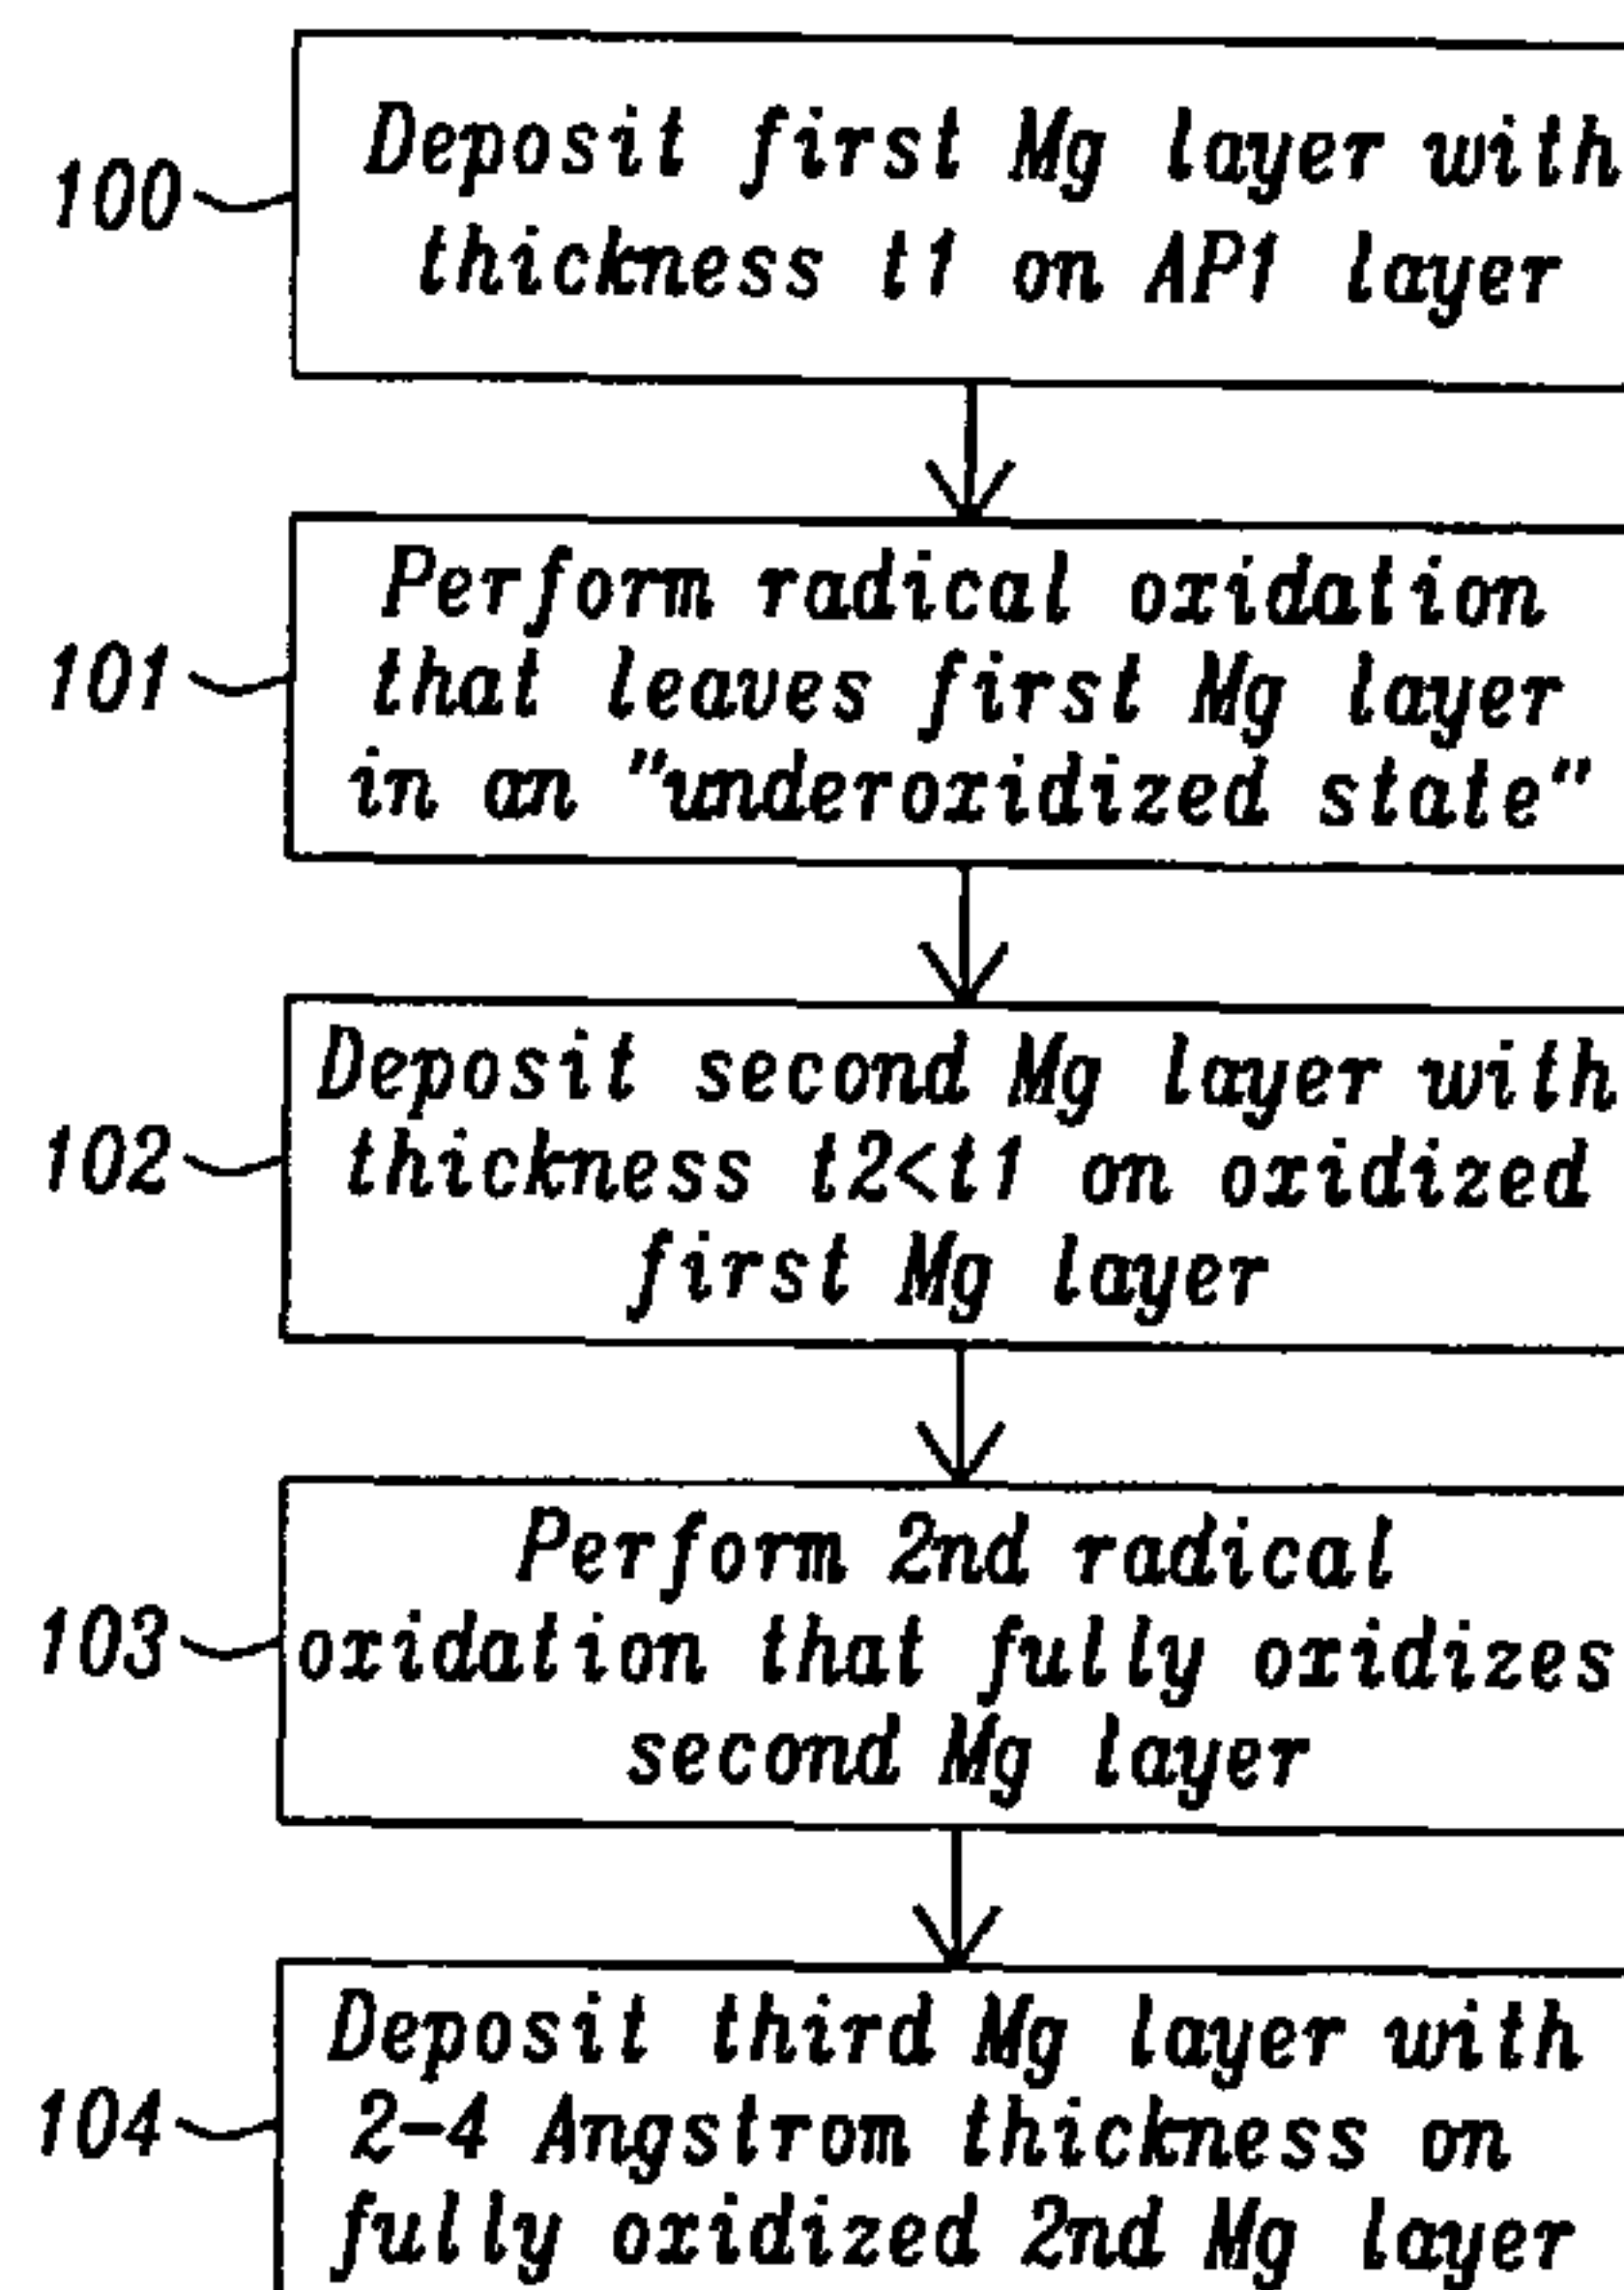 100
Deposit first Mg layer with
thickness t1 on AP1 layer
101
Perform radical oxidation
that leaves first Mg layer
in an "underoxidized state"
102
Deposit second Mg layer with
thickness t2<t1 on oxidized
first Mg layer
103
Perform 2nd radical
oxidation that fully oxidizes
second Mg layer
104
Deposit third Mg layer with
2-4 Angstrom thickness on
fully oxidized 2nd Mg layer